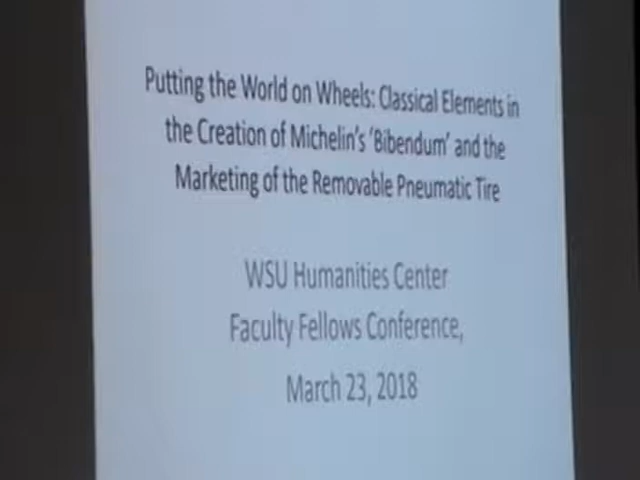 Putting the World on Wheels: Classical Elements in
the Creation of Michelin's 'Bibendum' and the
Marketing of the Removable Pneumatic Tire
WSU Humanities Center
Faculty Fellows Conference,
March 23, 2018